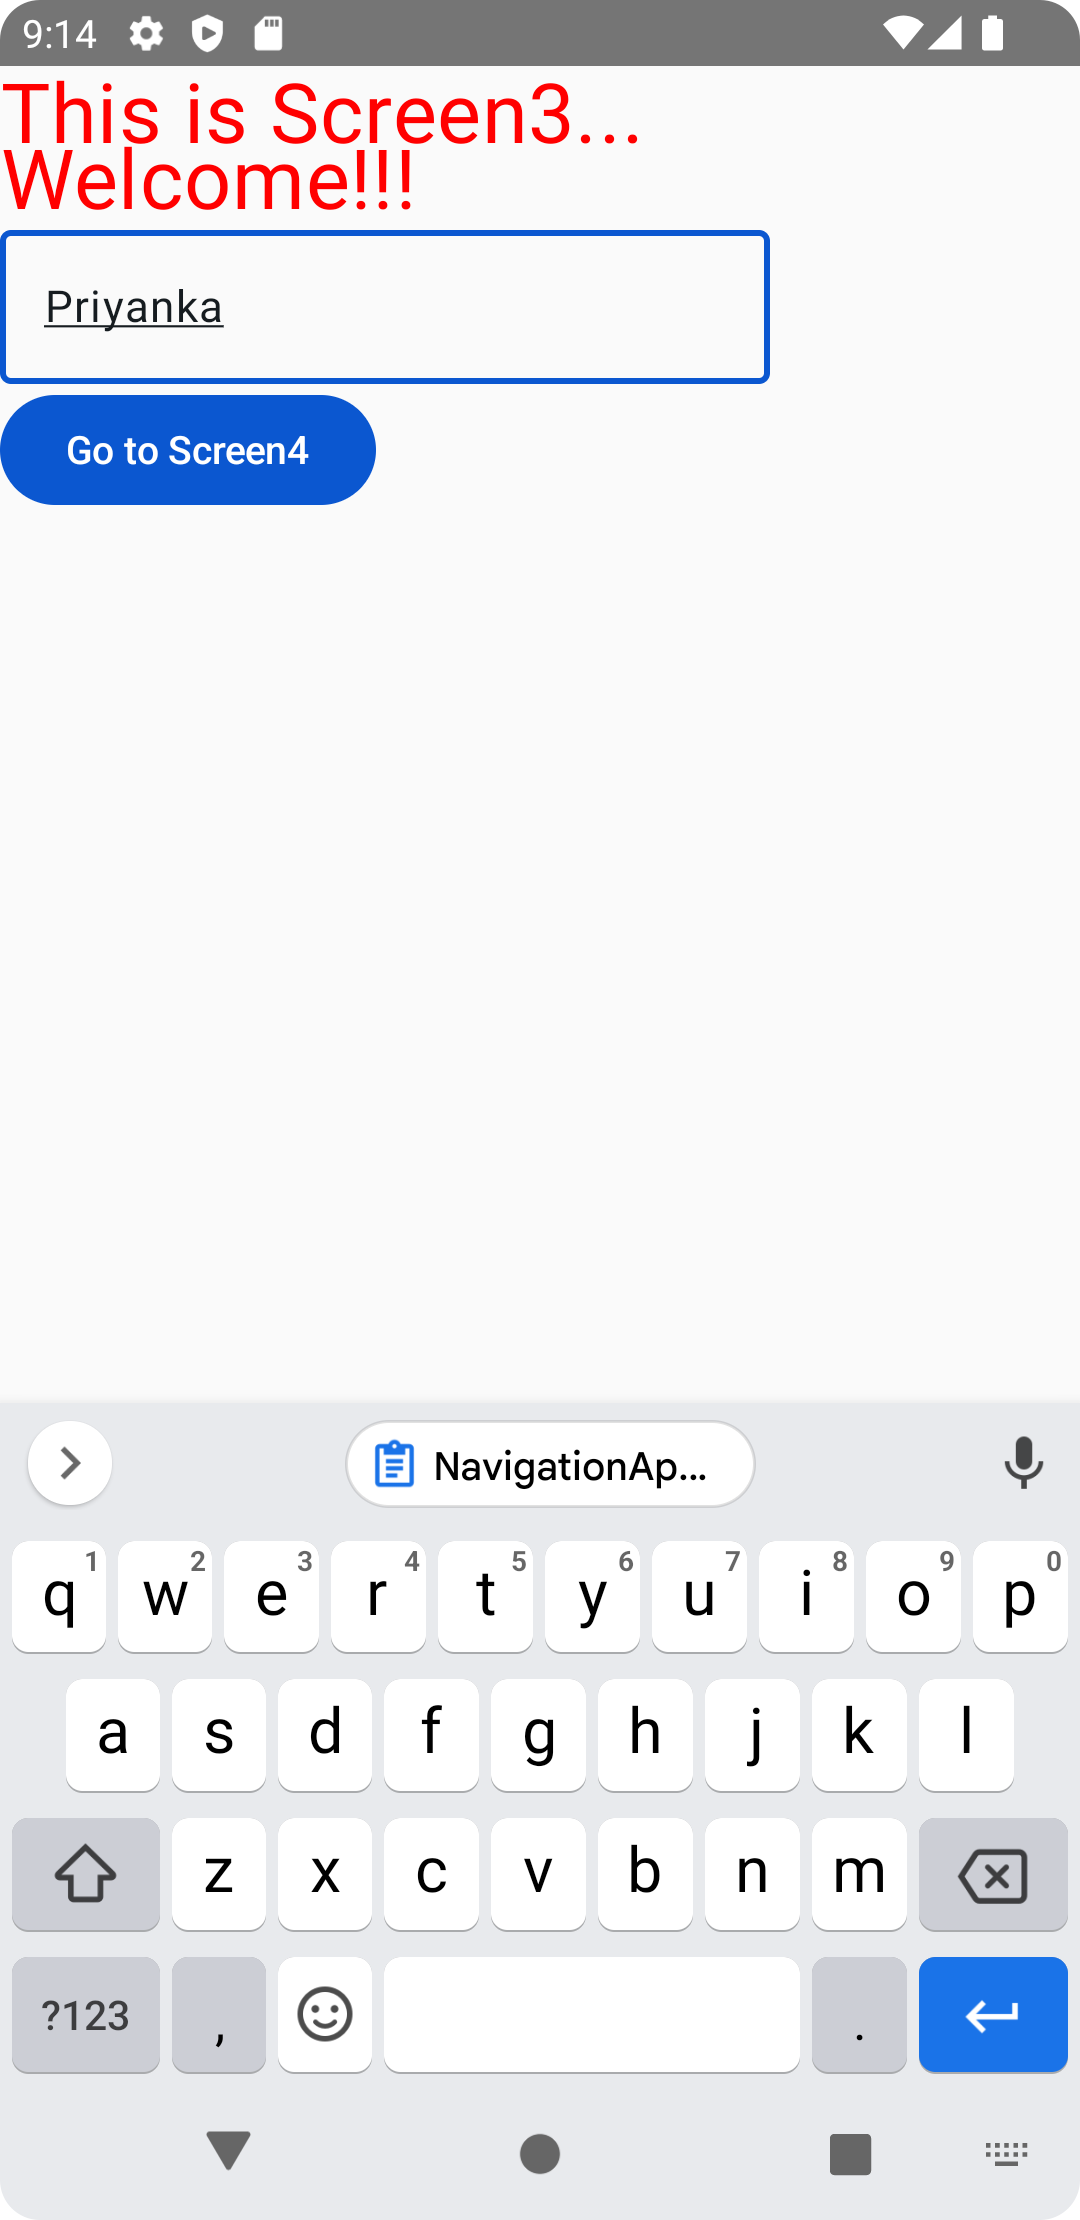 9:14
This is Screen3...
Welcome!!!
Priyanka
Go to Screen4
NavigationAp...
q 1 w 2 e 3 r 4 t 5 y 6 u 7 i 8 o 9 p 0
a s d f g h j k l
z x c v b n m
?123 , .